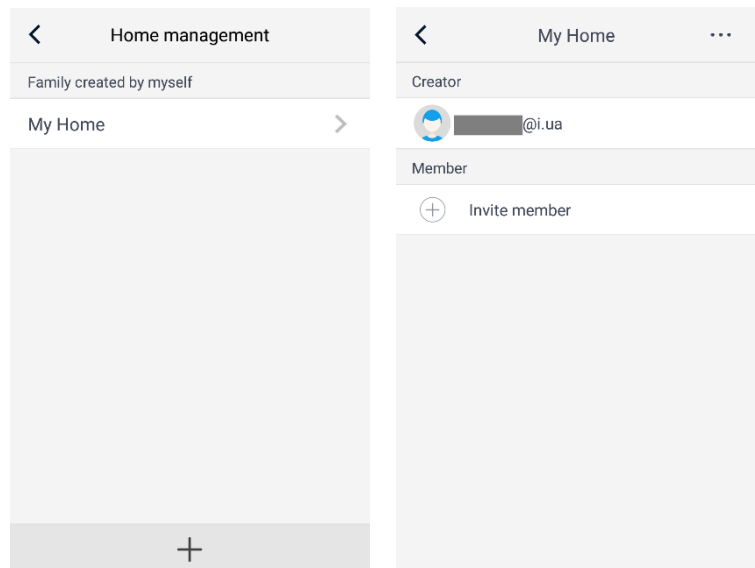 Home management
Family created by myself
My Home
My Home
Creator
@i.ua
Member
Invite member